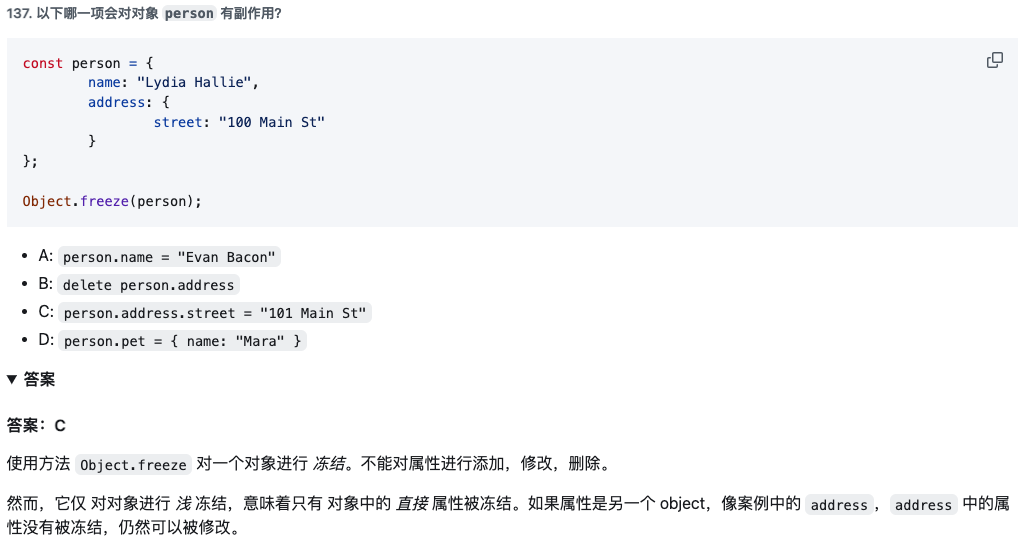 137. 以下哪一项会对对象 person 有副作用?
const person = {
        name: "Lydia Hallie",
        address: {
                street: "100 Main St"
        }
};

Object.freeze(person);
• A: person.name = "Evan Bacon"
• B: delete person.address
• C: person.address.street = "101 Main St"
• D: person.pet = { name: "Mara" }
▼ 答案
答案：C
使用方法 Object.freeze 对一个对象进行 冻结。不能对属性进行添加，修改，删除。
然而，它仅 对对象进行 浅 冻结，意味着只有 对象中的 直接 属性被冻结。如果属性是另一个 object，像案例中的 address，address 中的属
性没有被冻结，仍然可以被修改。